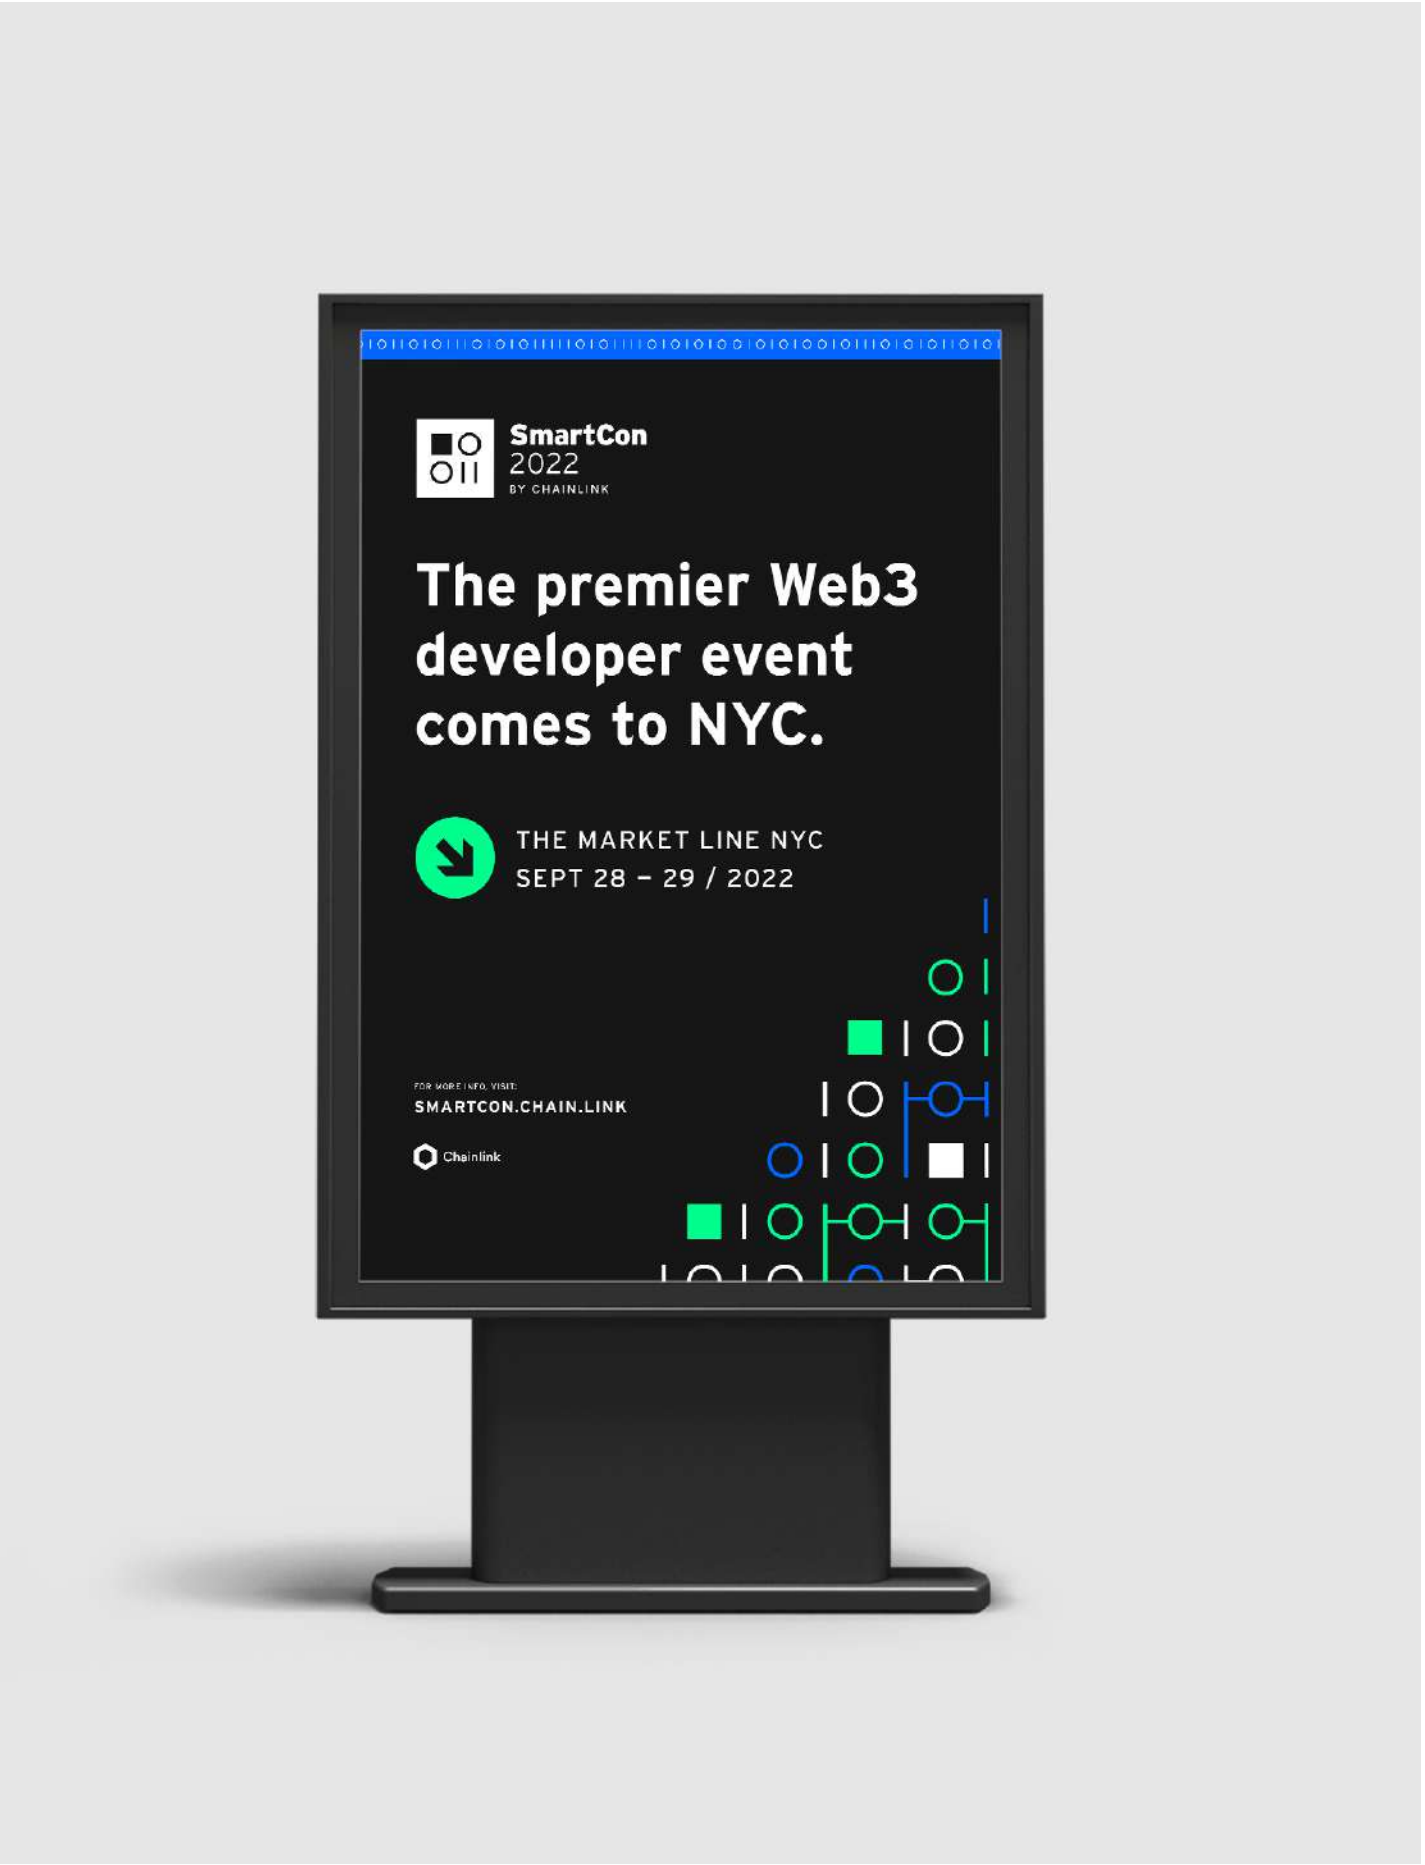 SmartCon
2022
BY CHAINLINK
The premier Web3
developer event
comes to NYC.
THE MARKET LINE NYC
SEPT 28 – 29 / 2022
FOR MORE INFO, VISIT:
SMARTCON.CHAIN.LINK
Chainlink